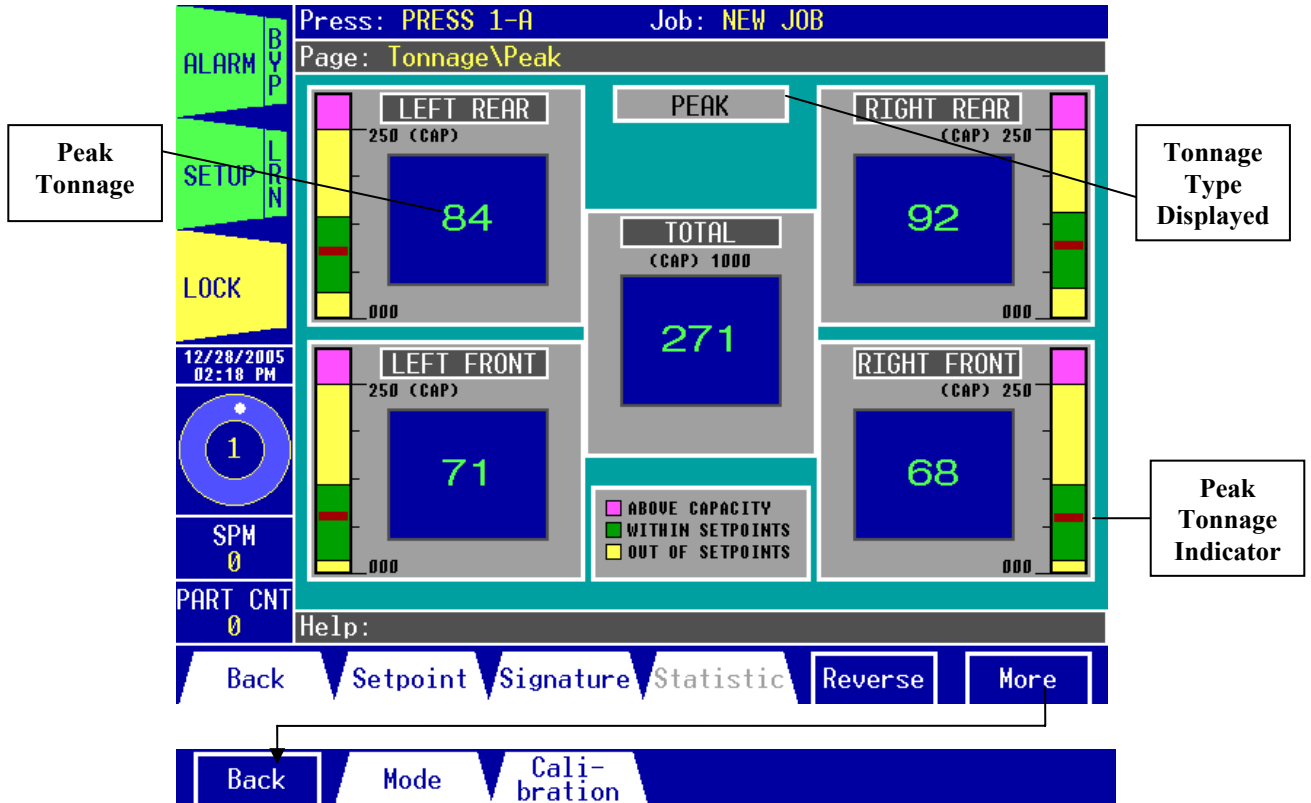 Press: PRESS 1-A Job: NEW JOB
Page: Tonnage\Peak
ALARM BYP
SETUP LRN
LOCK
12/28/2005
02:18 PM
1
SPM
0
PART CNT
0
Peak
Tonnage
LEFT REAR
250 (CAP)
84
000
PEAK
RIGHT REAR
(CAP) 250
92
000
Tonnage
Type
Displayed
TOTAL
(CAP) 1000
271
LEFT FRONT
250 (CAP)
71
000
RIGHT FRONT
(CAP) 250
68
000
ABOVE CAPACITY
WITHIN SETPOINTS
OUT OF SETPOINTS
Peak
Tonnage
Indicator
Help:
Back Setpoint Signature Statistic Reverse More
Back Mode Cali-
bration